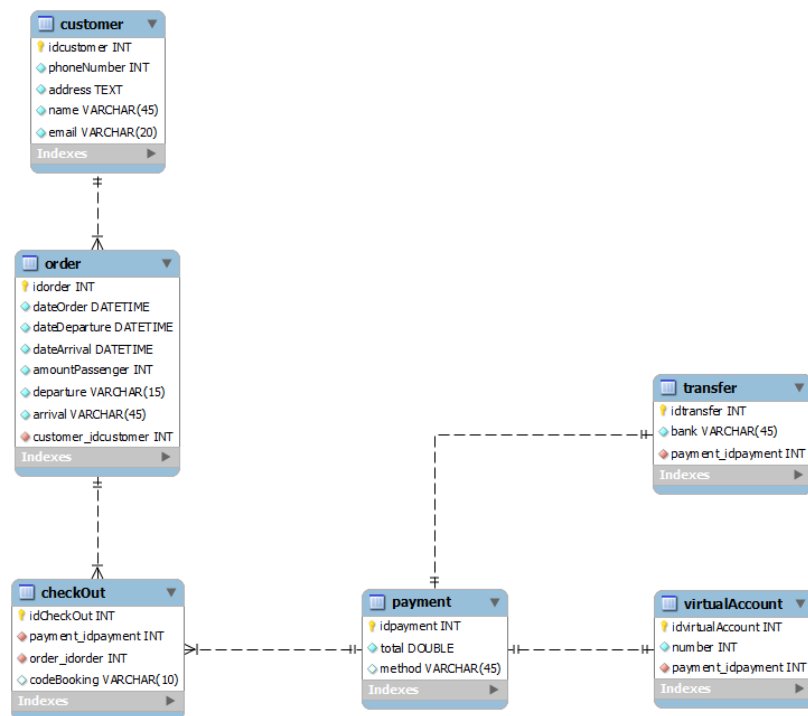 customer
idcustomer INT
phoneNumber INT
address TEXT
name VARCHAR(45)
email VARCHAR(20)
Indexes
order
idorder INT
dateOrder DATETIME
dateDeparture DATETIME
dateArrival DATETIME
amountPassenger INT
departure VARCHAR(15)
arrival VARCHAR(45)
customer_idcustomer INT
Indexes
transfer
idtransfer INT
bank VARCHAR(45)
payment_idpayment INT
Indexes
checkOut
idCheckOut INT
payment_idpayment INT
order_idorder INT
codeBooking VARCHAR(10)
Indexes
payment
idpayment INT
total DOUBLE
method VARCHAR(45)
Indexes
virtualAccount
idvirtualAccount INT
number INT
payment_idpayment INT
Indexes